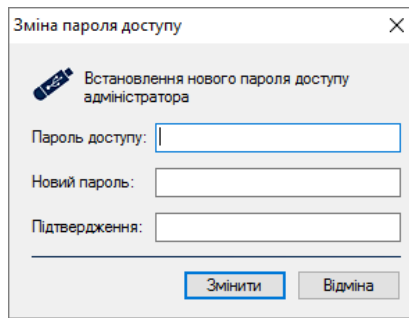 Зміна пароля доступу
Встановлення нового пароля доступу
адміністратора
Пароль доступу:
Новий пароль:
Підтвердження:
Змінити Відміна